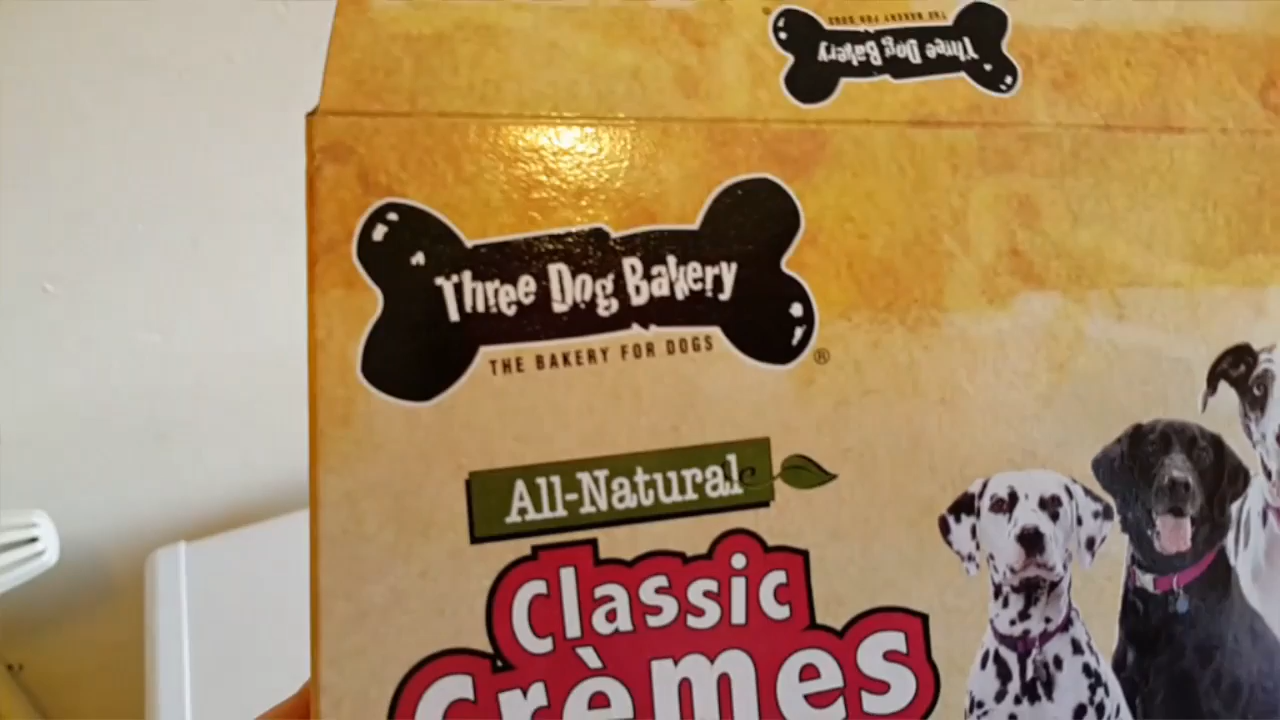 THE BAKERY FOR DOGS
Three Dog Bakery
Three Dog Bakery
THE BAKERY FOR DOGS
®
All-Natural
Classic
Crèmes